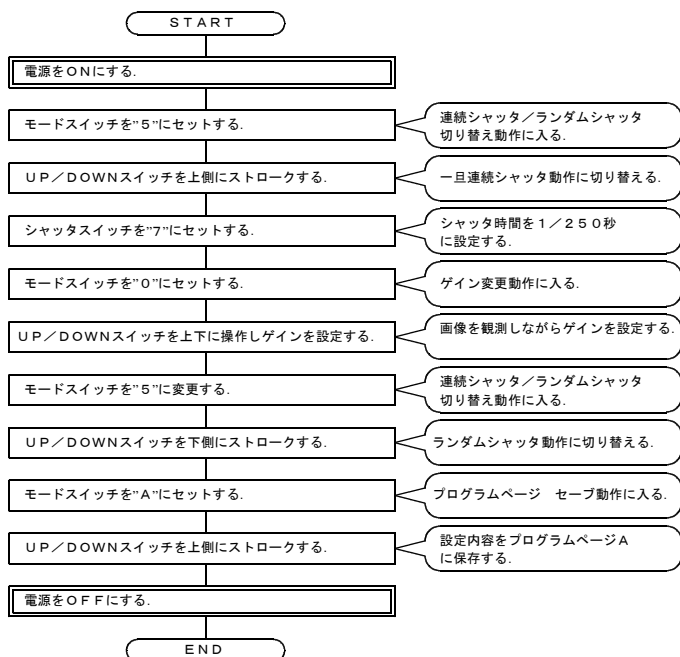 ＳＴＡＲＴ
電源をＯＮにする.
モードスイッチを”５”にセットする.
連続シャッタ／ランダムシャッタ
切り替え動作に入る.
ＵＰ／ＤＯＷＮスイッチを上側にストロークする.
一旦連続シャッタ動作に切り替える.
シャッタスイッチを”７”にセットする.
シャッタ時間を１／２５０秒
に設定する.
モードスイッチを”０”にセットする.
ゲイン変更動作に入る.
ＵＰ／ＤＯＷＮスイッチを上下に操作しゲインを設定する.
画像を観測しながらゲインを設定する.
モードスイッチを”５”に変更する.
連続シャッタ／ランダムシャッタ
切り替え動作に入る.
ＵＰ／ＤＯＷＮスイッチを下側にストロークする.
ランダムシャッタ動作に切り替える.
モードスイッチを”Ａ”にセットする.
プログラムページ　セーブ動作に入る.
ＵＰ／ＤＯＷＮスイッチを上側にストロークする.
設定内容をプログラムページＡ
に保存する.
電源をＯＦＦにする.
ＥＮＤ